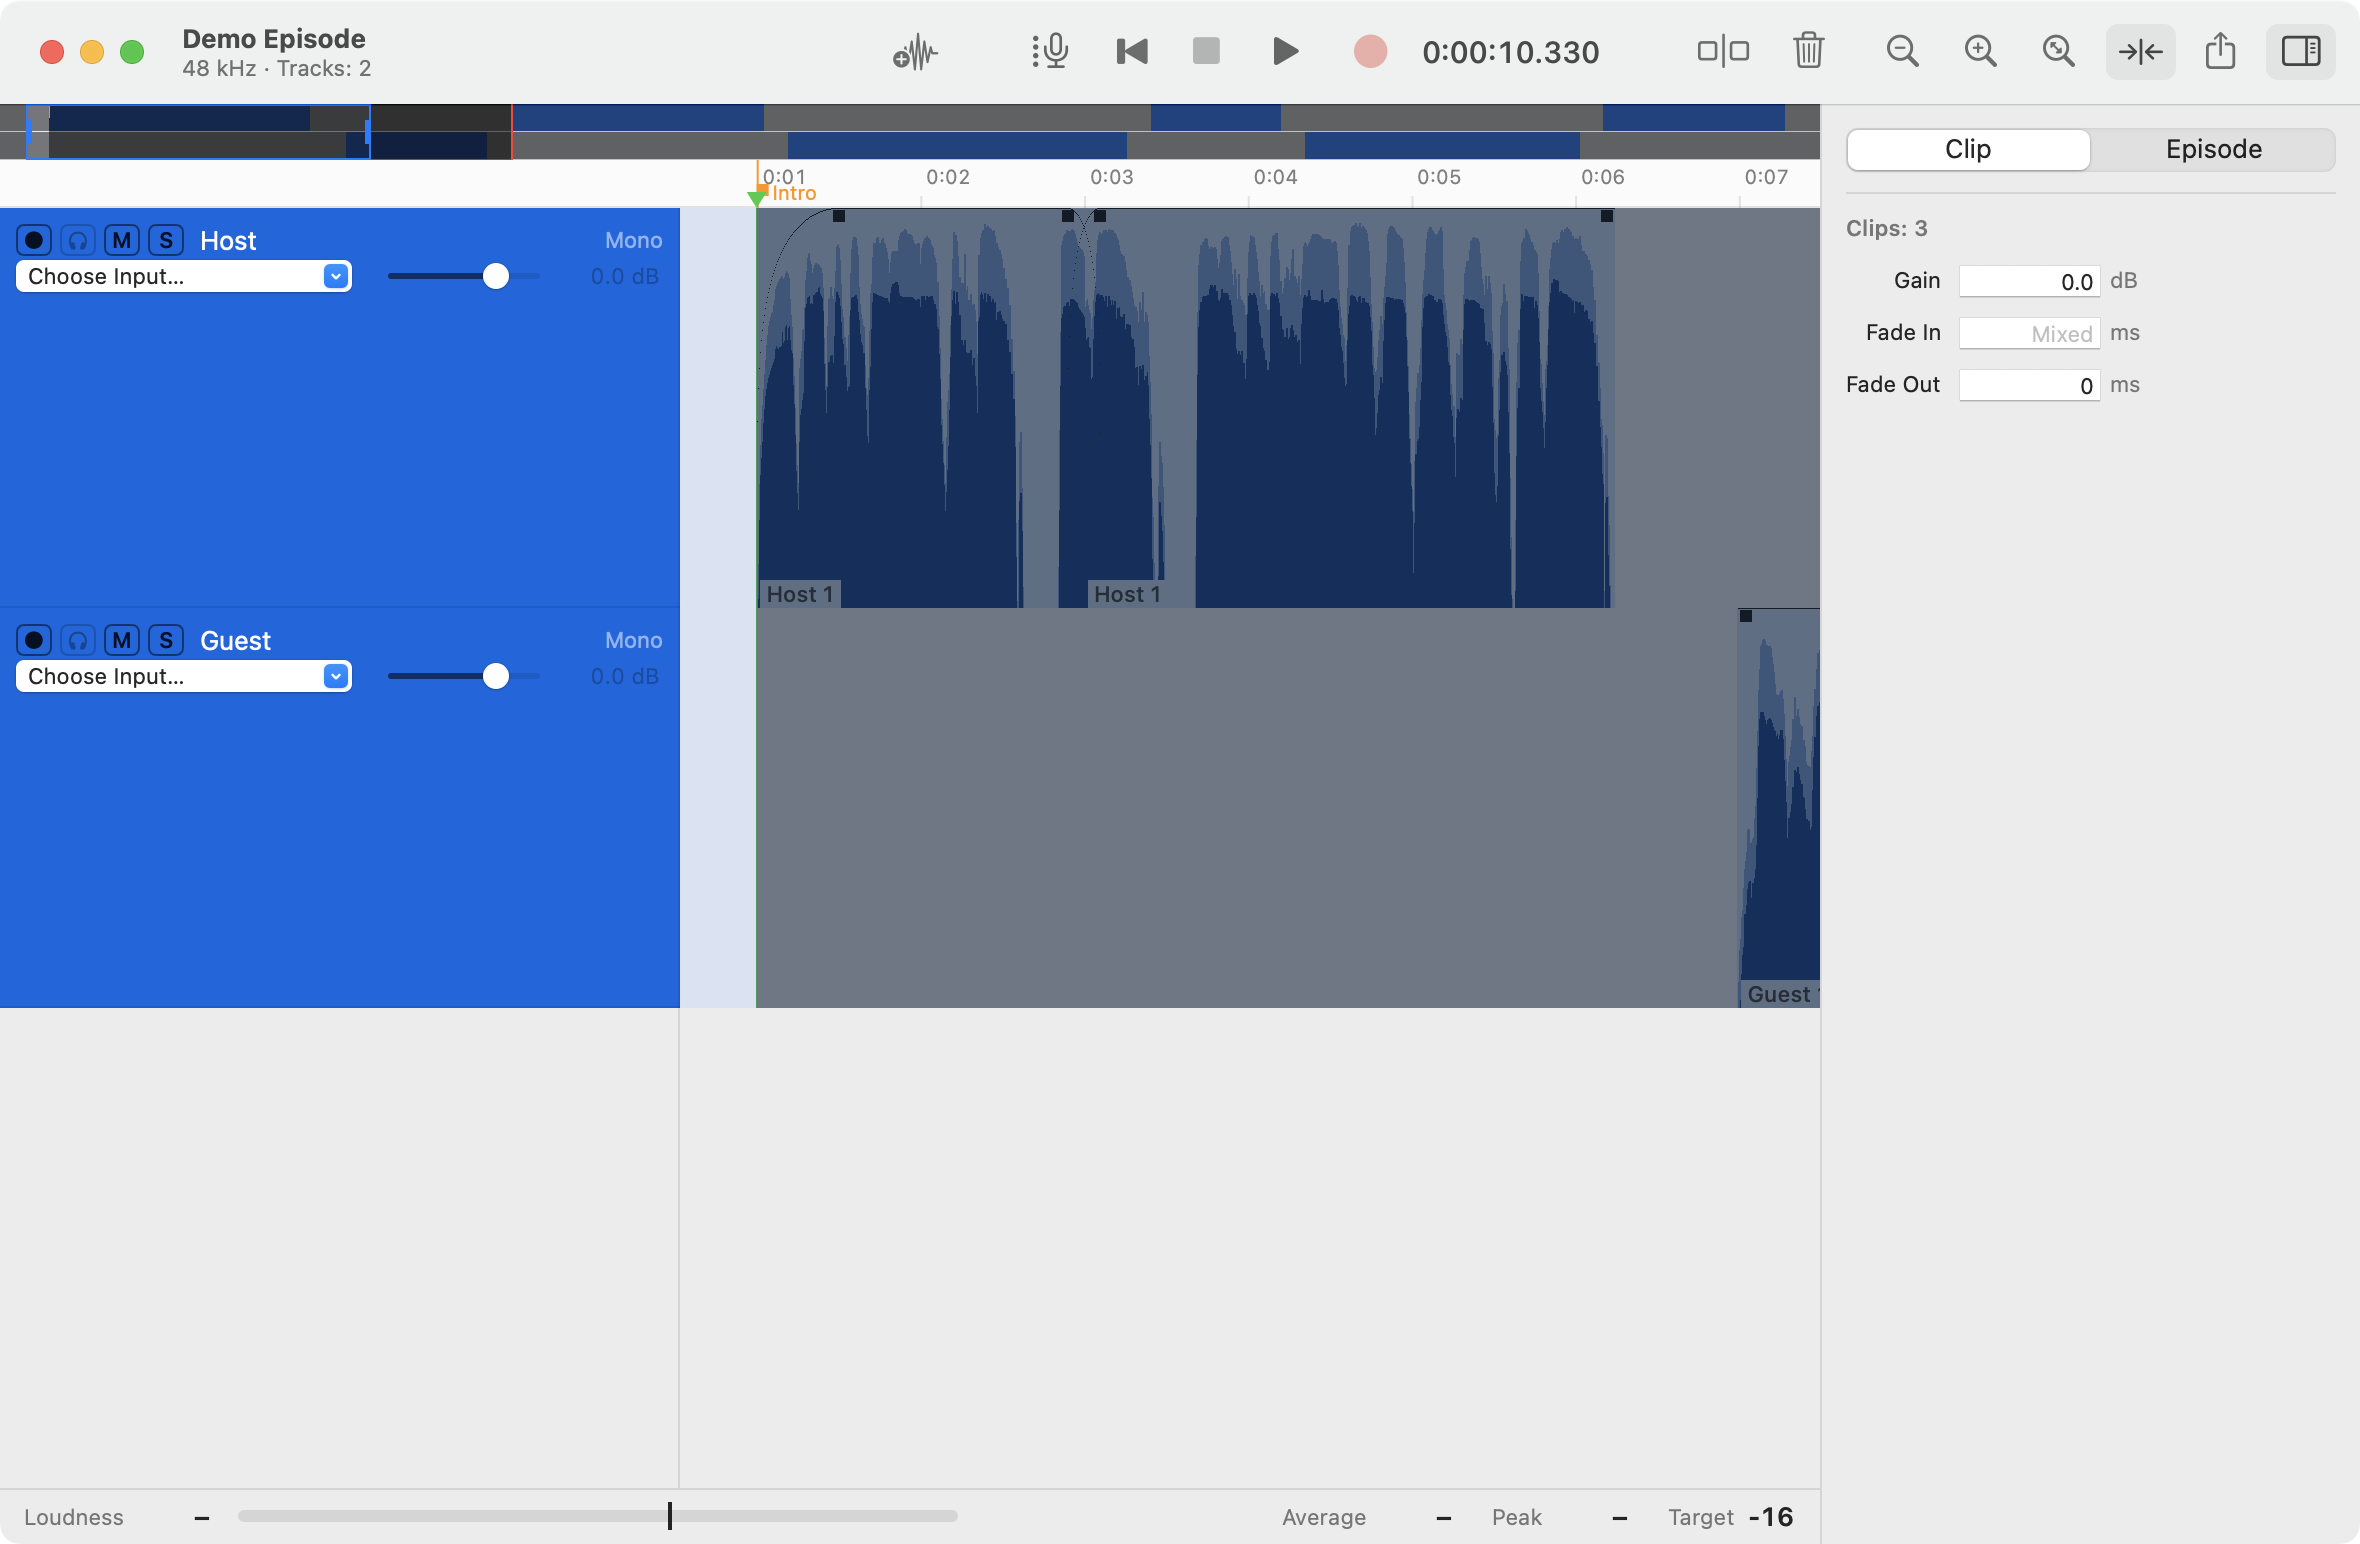 Demo Episode
48 kHz · Tracks: 2
0:00:10.330
Clip Episode
0:01 0:02 0:03 0:04 0:05 0:06 0:07
Intro
Clips: 3
Gain 0.0 dB
Fade In Mixed ms
Fade Out 0 ms
M S Host Mono
Choose Input... 0.0 dB
Host 1 Host 1
M S Guest Mono
Choose Input... 0.0 dB
Guest
Loudness – Average – Peak – Target -16